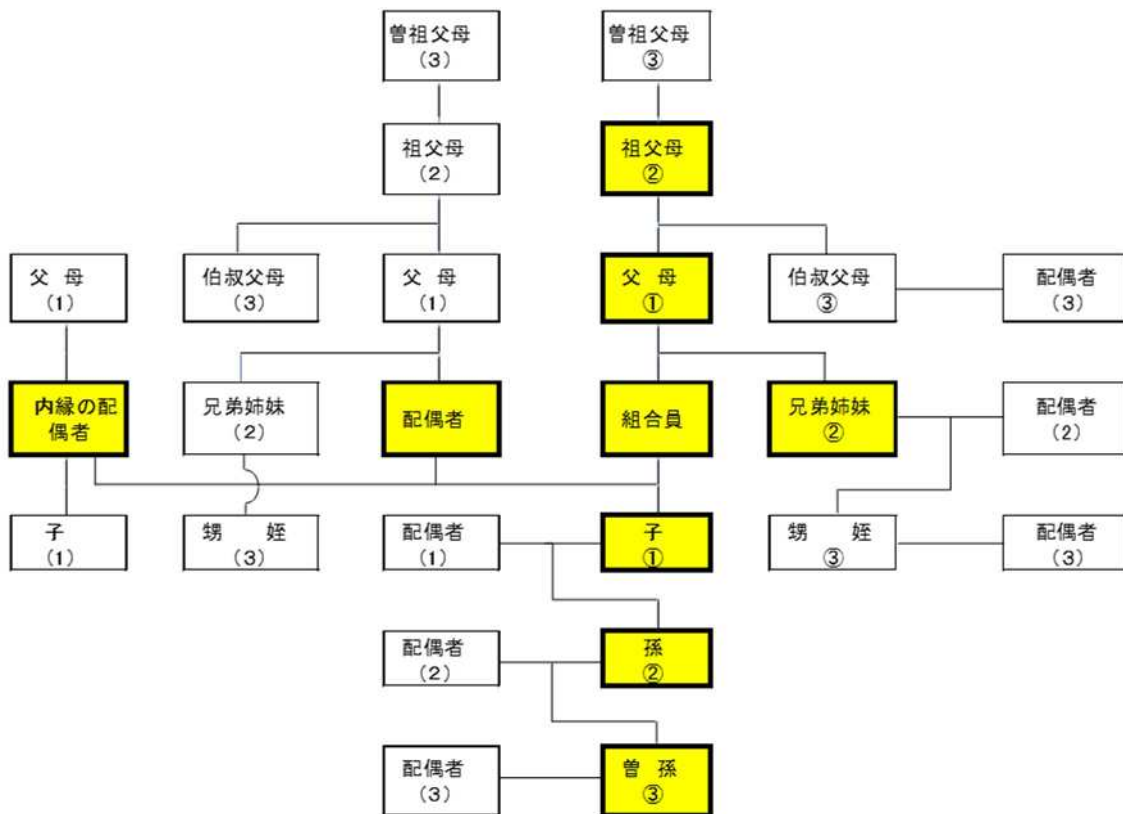 曽祖父母
(3)
曽祖父母
③
祖父母
(2)
祖父母
②
父 母
(1)
伯叔父母
(3)
父 母
(1)
父 母
①
伯叔父母
③
配偶者
(3)
内縁の配
偶者
兄弟姉妹
(2)
配偶者
組合員
兄弟姉妹
②
配偶者
(2)
子
(1)
甥 姪
(3)
配偶者
(1)
子
①
甥 姪
③
配偶者
(3)
配偶者
(2)
孫
②
配偶者
(3)
曽 孫
③